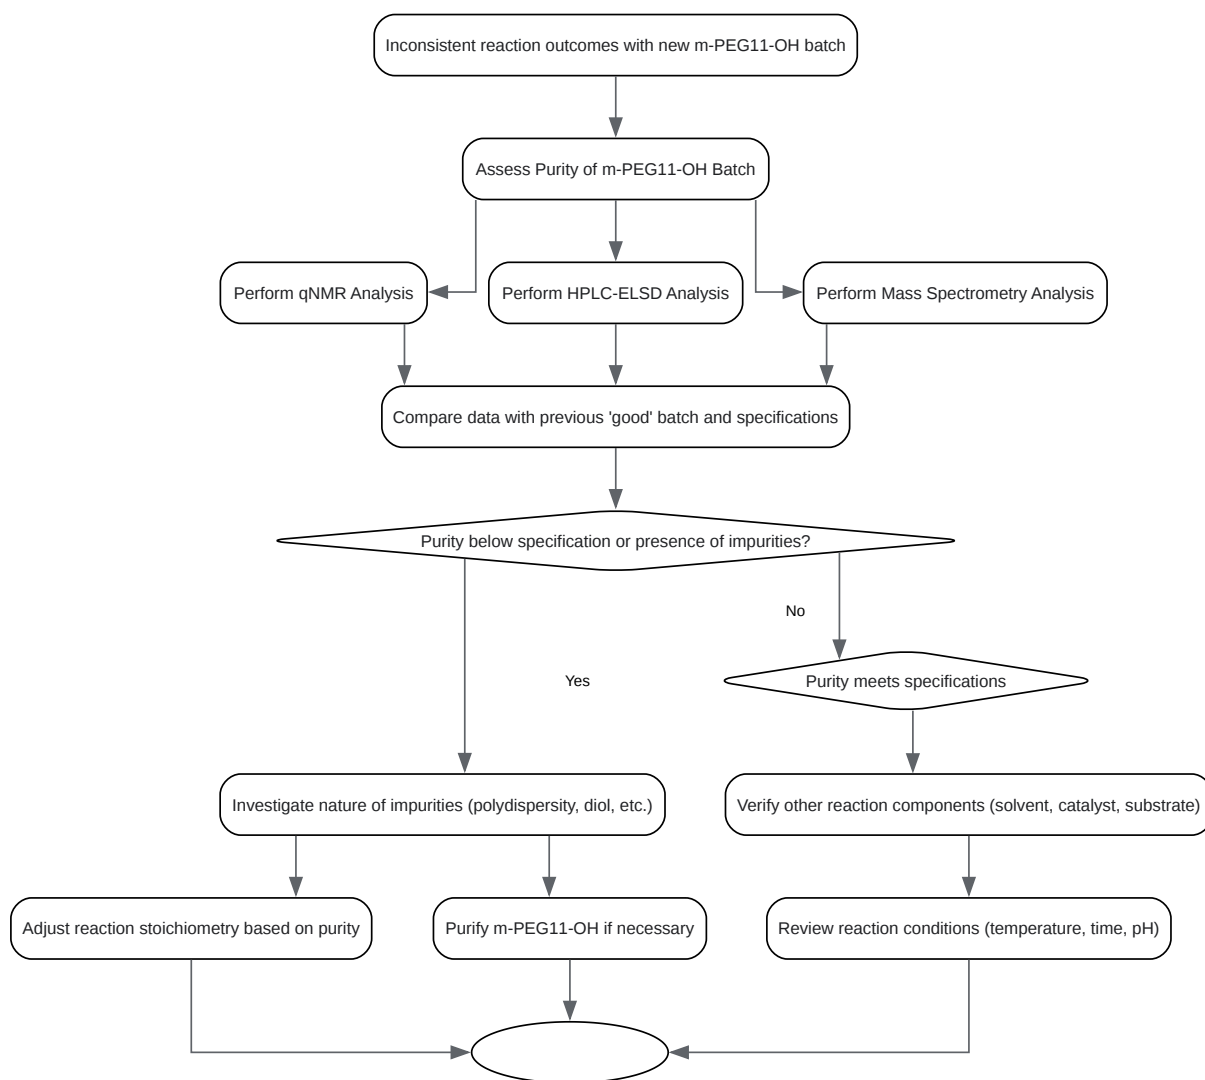 Inconsistent reaction outcomes with new m-PEG11-OH batch
Assess Purity of m-PEG11-OH Batch
Perform qNMR Analysis
Perform HPLC-ELSD Analysis
Perform Mass Spectrometry Analysis
Compare data with previous 'good' batch and specifications
Purity below specification or presence of impurities?
No
Yes
Purity meets specifications
Investigate nature of impurities (polydispersity, diol, etc.)
Verify other reaction components (solvent, catalyst, substrate)
Adjust reaction stoichiometry based on purity
Purify m-PEG11-OH if necessary
Review reaction conditions (temperature, time, pH)